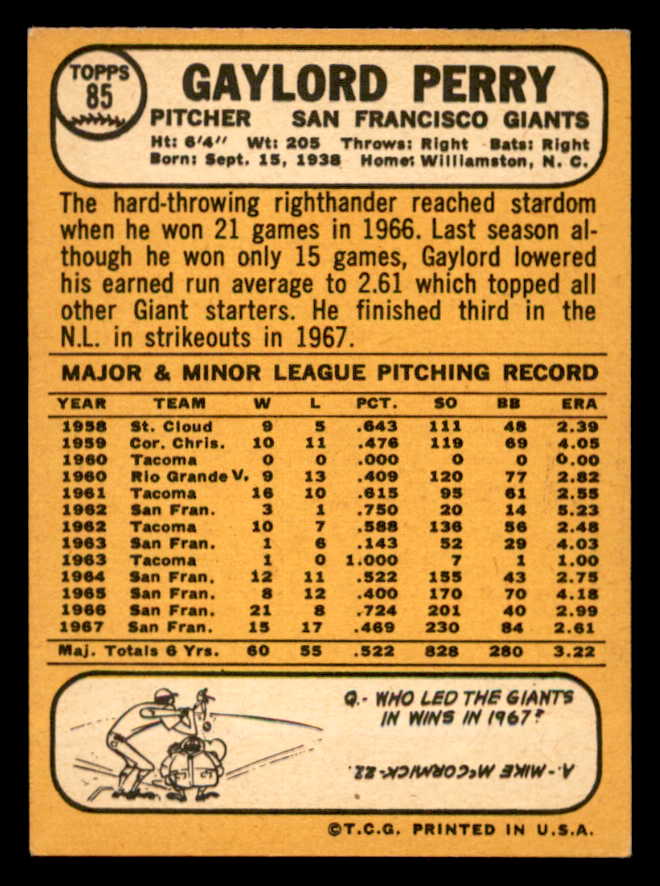 TOPPS
85
GAYLORD PERRY
PITCHER SAN FRANCISCO GIANTS
Ht: 6'4" Wt: 205 Throws: Right Bats: Right
Born: Sept. 15, 1938 Home: Williamston, N. C.
The hard-throwing righthander reached stardom
when he won 21 games in 1966. Last season al-
though he won only 15 games, Gaylord lowered
his earned run average to 2.61 which topped all
other Giant starters. He finished third in the
N.L. in strikeouts in 1967.
MAJOR & MINOR LEAGUE PITCHING RECORD
YEAR TEAM W L PCT. SO BB ERA
1958 St. Cloud 9 5 .643 111 48 2.39
1959 Cor. Chris. 10 11 .476 119 69 4.05
1960 Tacoma 0 0 .000 0 0 0.00
1960 Rio Grande V. 9 13 .409 120 77 2.82
1961 Tacoma 16 10 .615 95 61 2.55
1962 San Fran. 3 1 .750 20 14 5.23
1962 Tacoma 10 7 .588 136 56 2.48
1963 San Fran. 1 6 .143 52 29 4.03
1963 Tacoma 1 0 1.000 7 1 1.00
1964 San Fran. 12 11 .522 155 43 2.75
1965 San Fran. 8 12 .400 170 70 4.18
1966 San Fran. 21 8 .724 201 40 2.99
1967 San Fran. 15 17 .469 230 84 2.61
Maj. Totals 6 Yrs. 60 55 .522 828 280 3.22
Q.- WHO LED THE GIANTS
IN WINS IN 1967?
A.- MIKE McCORMICK-22.
©T.C.G. PRINTED IN U.S.A.